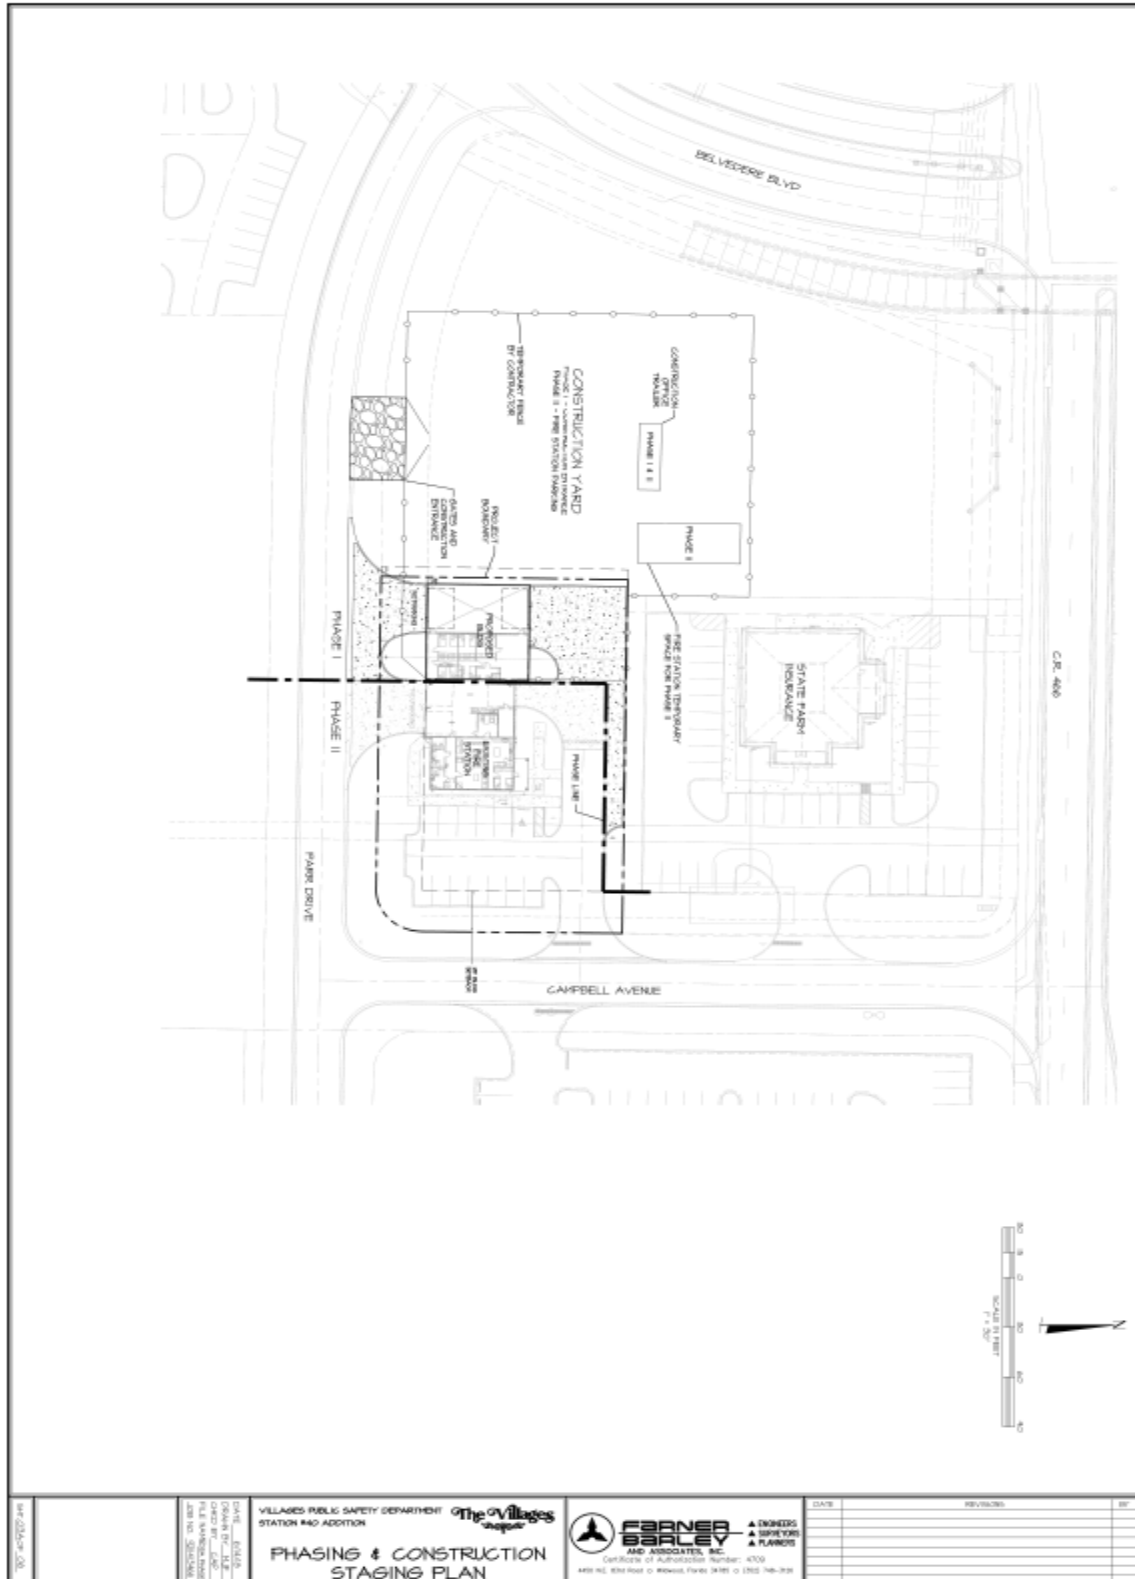 BELVEDERE BLVD
TEMPORARY FENCE
BY CONTRACTOR
CONSTRUCTION YARD
PHASE I - CONSTRUCTION ENTRANCE
PHASE II - FIRE STATION PARKING
CONSTRUCTION
OFFICE
TRAILER
PHASE I & II
PHASE II
GATES AND
CONSTRUCTION
ENTRANCE
PROJECT
BOUNDARY
PROPOSED
BLDG
FIRE STATION TEMPORARY
SPACE FOR PHASE II
STATE FARM
INSURANCE
C.R. 466
PHASE I
PHASE II
EXISTING
FIRE
STATION
PHASE LINE
PARR DRIVE
CAMPBELL AVENUE
SCALE IN FEET
1" = 30'
N
VILLAGES PUBLIC SAFETY DEPARTMENT
STATION #40 ADDITION
The Villages
PHASING & CONSTRUCTION
STAGING PLAN
FARNER
BARLEY
AND ASSOCIATES, INC.
ENGINEERS
SURVEYORS
PLANNERS
Certificate of Authorization Number: 4709
DATE
REVISIONS
BY